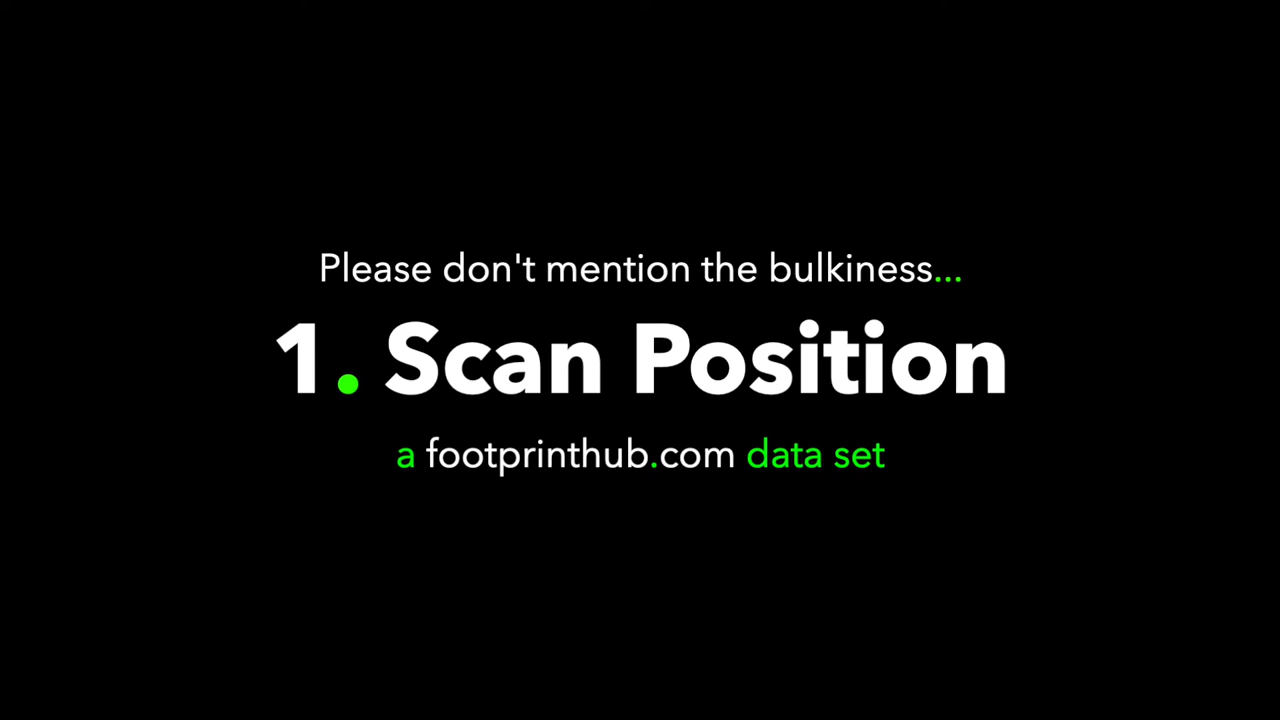 Please don't mention the bulkiness...
1. Scan Position
a footprinthub.com data set